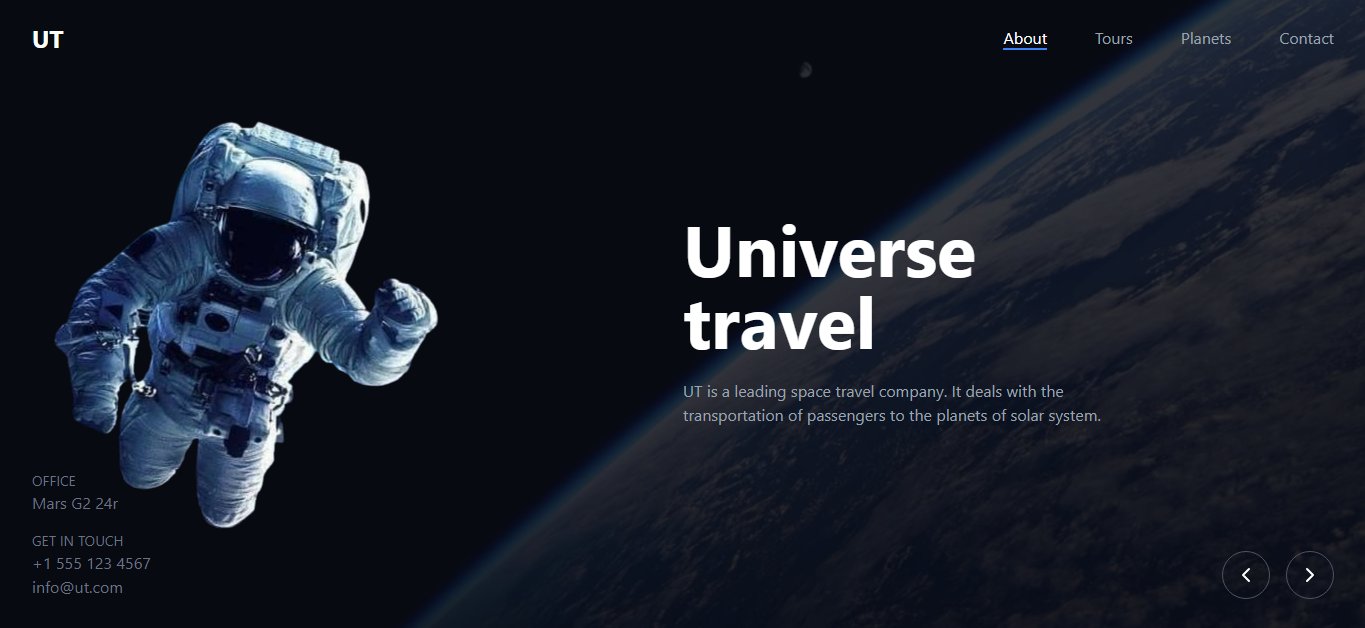 UT
About
Tours
Planets
Contact
Universe
travel
UT is a leading space travel company. It deals with the
transportation of passengers to the planets of solar system.
OFFICE
Mars G2 24r
GET IN TOUCH
+1 555 123 4567
info@ut.com